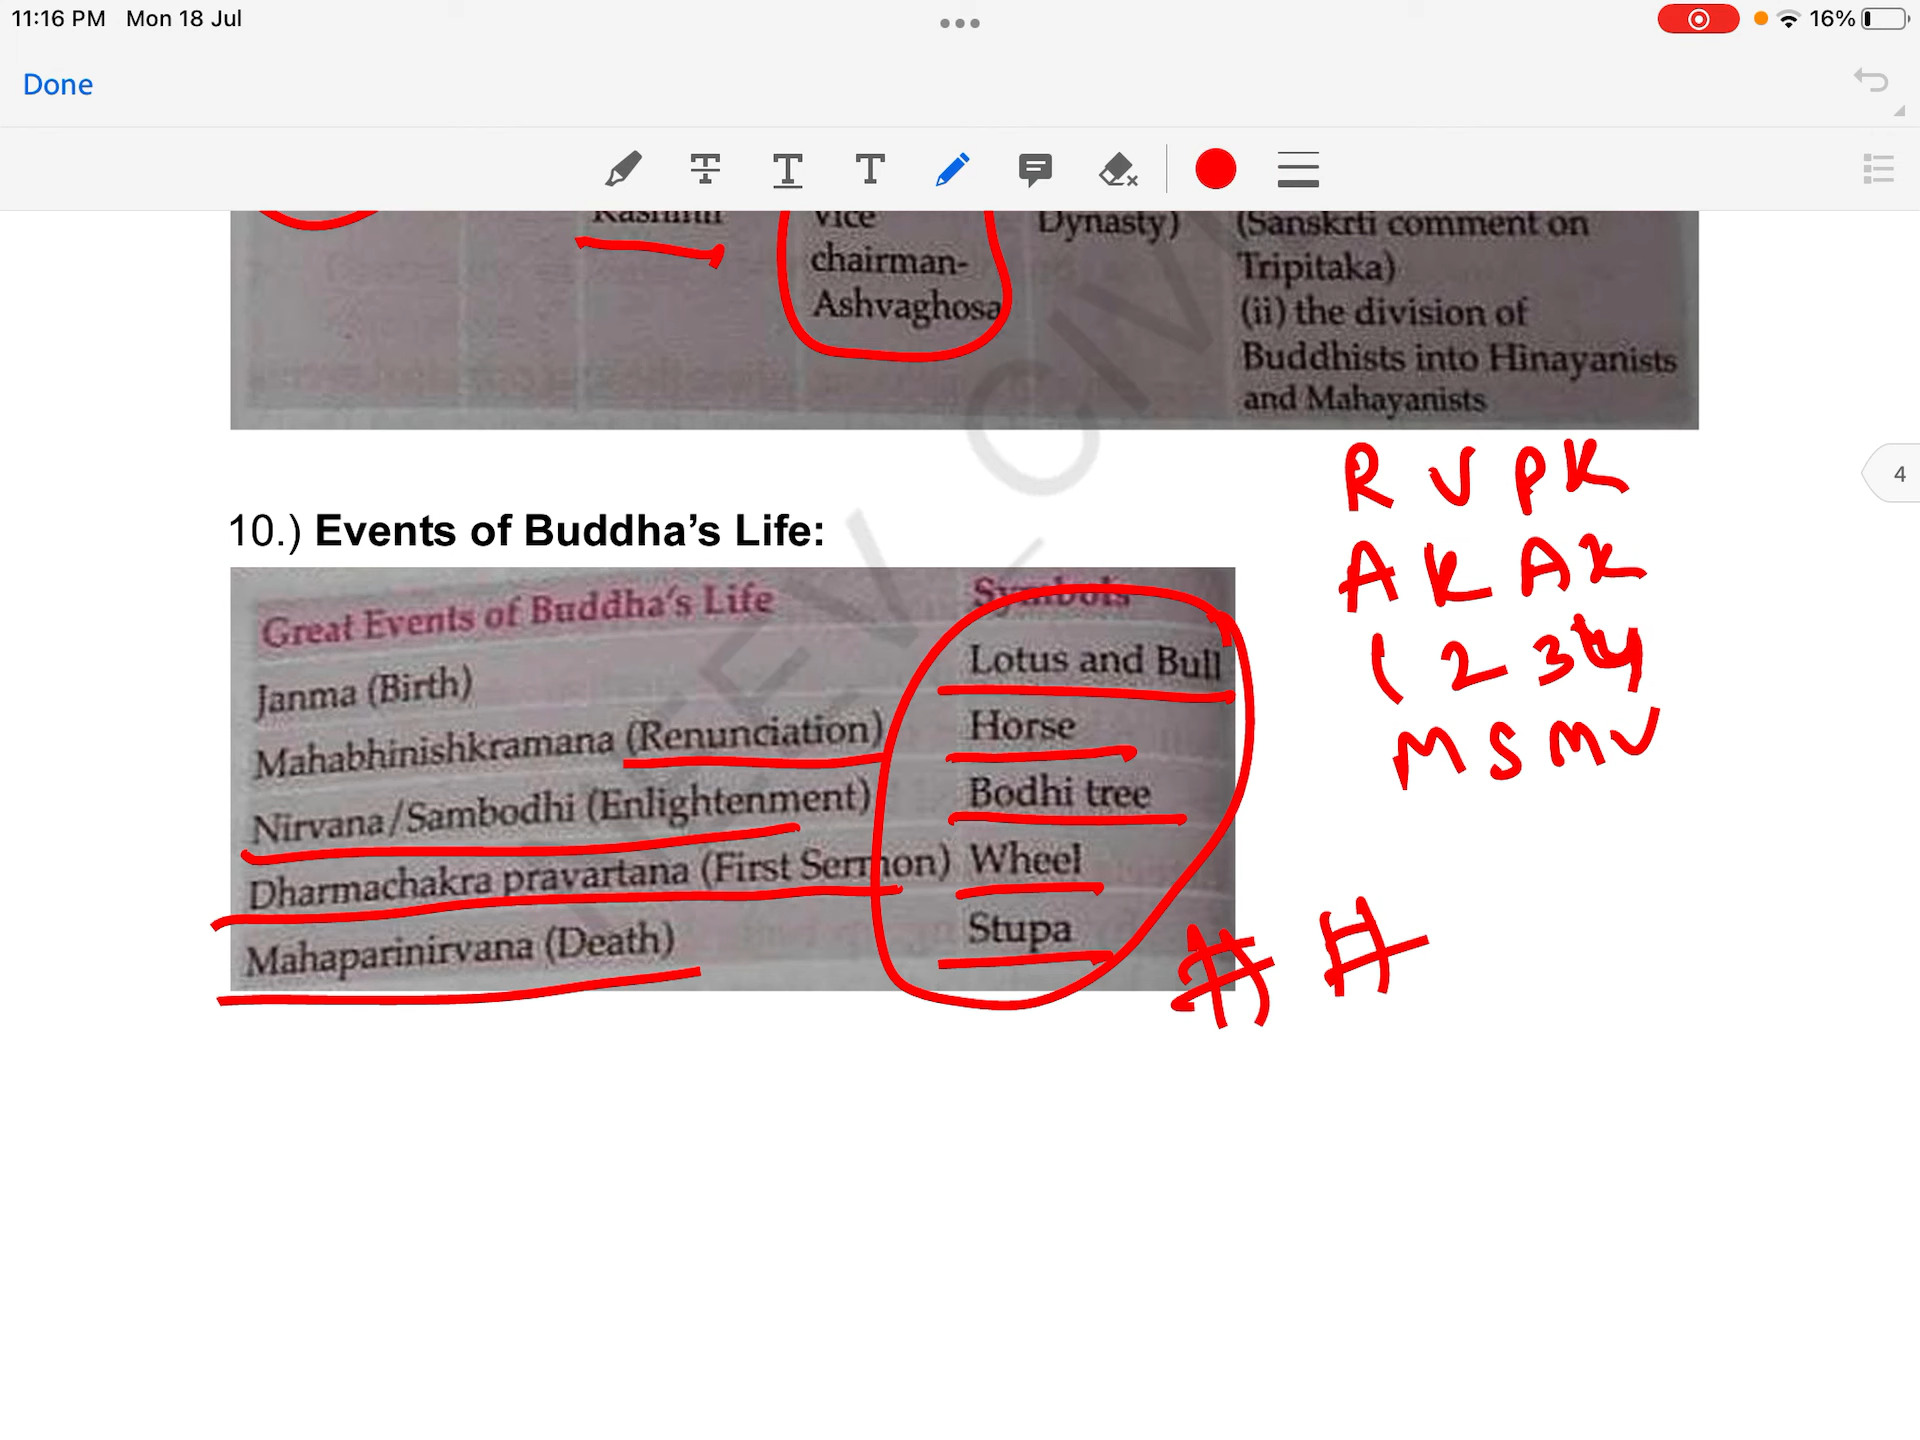 11:16 PM Mon 18 Jul
16%
Done
4
Kashmir
Vice
chairman-
Ashvaghosa
Dynasty)
(Sanskrti comment on
Tripitaka)
(ii) the division of
Buddhists into Hinayanists
and Mahayanists
R V P K
A K A K
1 2 3 4
M S M V
10.) Events of Buddha's Life:
Great Events of Buddha's Life Symbols
Janma (Birth) Lotus and Bull
Mahabhinishkramana (Renunciation) Horse
Nirvana/Sambodhi (Enlightenment) Bodhi tree
Dharmachakra pravartana (First Sermon) Wheel
Mahaparinirvana (Death) Stupa
# #